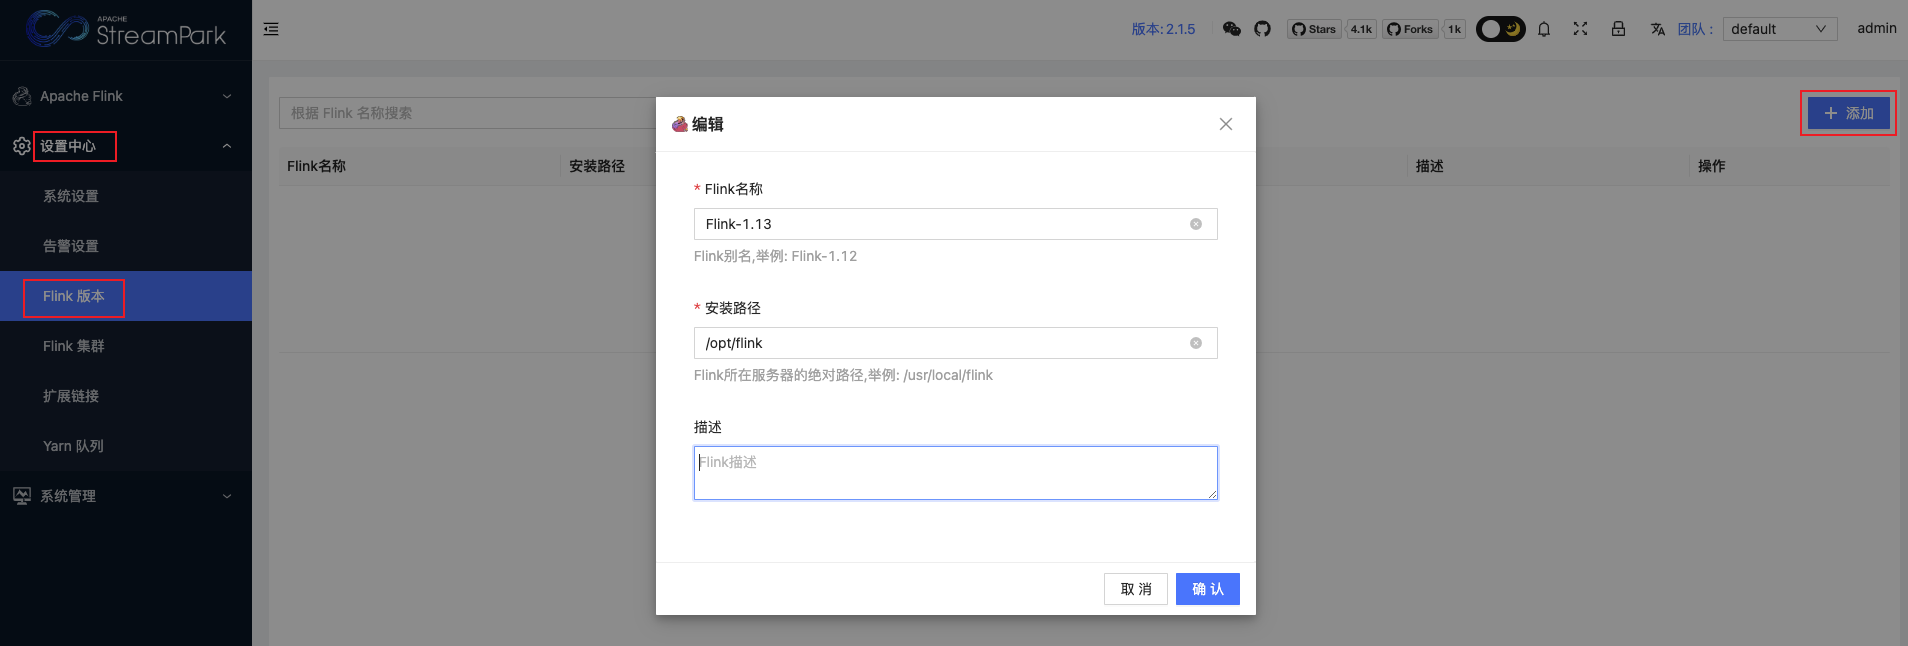 APACHE
StreamPark
版本: 2.1.5
Stars
4.1k
Forks
1k
团队 :
default
admin
Apache Flink
设置中心
系统设置
告警设置
Flink 版本
Flink 集群
扩展链接
Yarn 队列
系统管理
根据 Flink 名称搜索
添加
Flink名称
安装路径
描述
操作
编辑
* Flink名称
Flink-1.13
Flink别名,举例: Flink-1.12
* 安装路径
/opt/flink
Flink所在服务器的绝对路径,举例: /usr/local/flink
描述
Flink描述
取 消
确 认